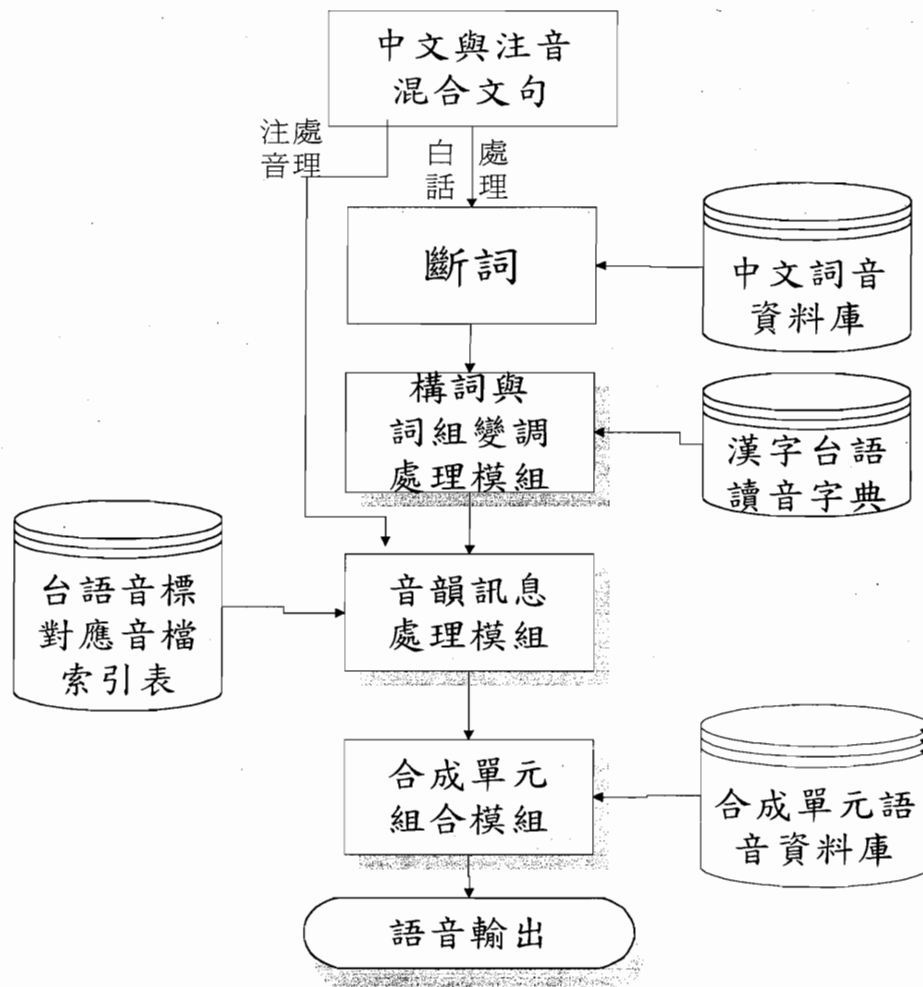 中文與注音
混合文句
注音處理
白話處理
斷詞
中文詞音
資料庫
構詞與
詞組變調
處理模組
漢字台語
讀音字典
台語音標
對應音檔
索引表
音韻訊息
處理模組
合成單元
組合模組
合成單元語
音資料庫
語音輸出